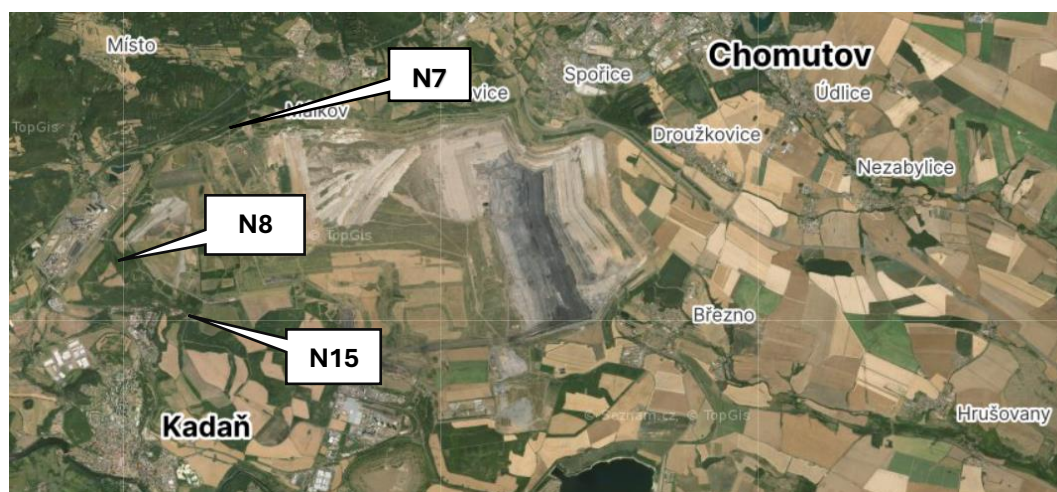 Místo
Chomutov
N7
Spořice
vice
Údlice
Málkov
TopGis
Droužkovice
Nezabylice
N8
© TopGis
Březno
N15
Hrušovany
© Seznam.cz © TopGis
Kadaň